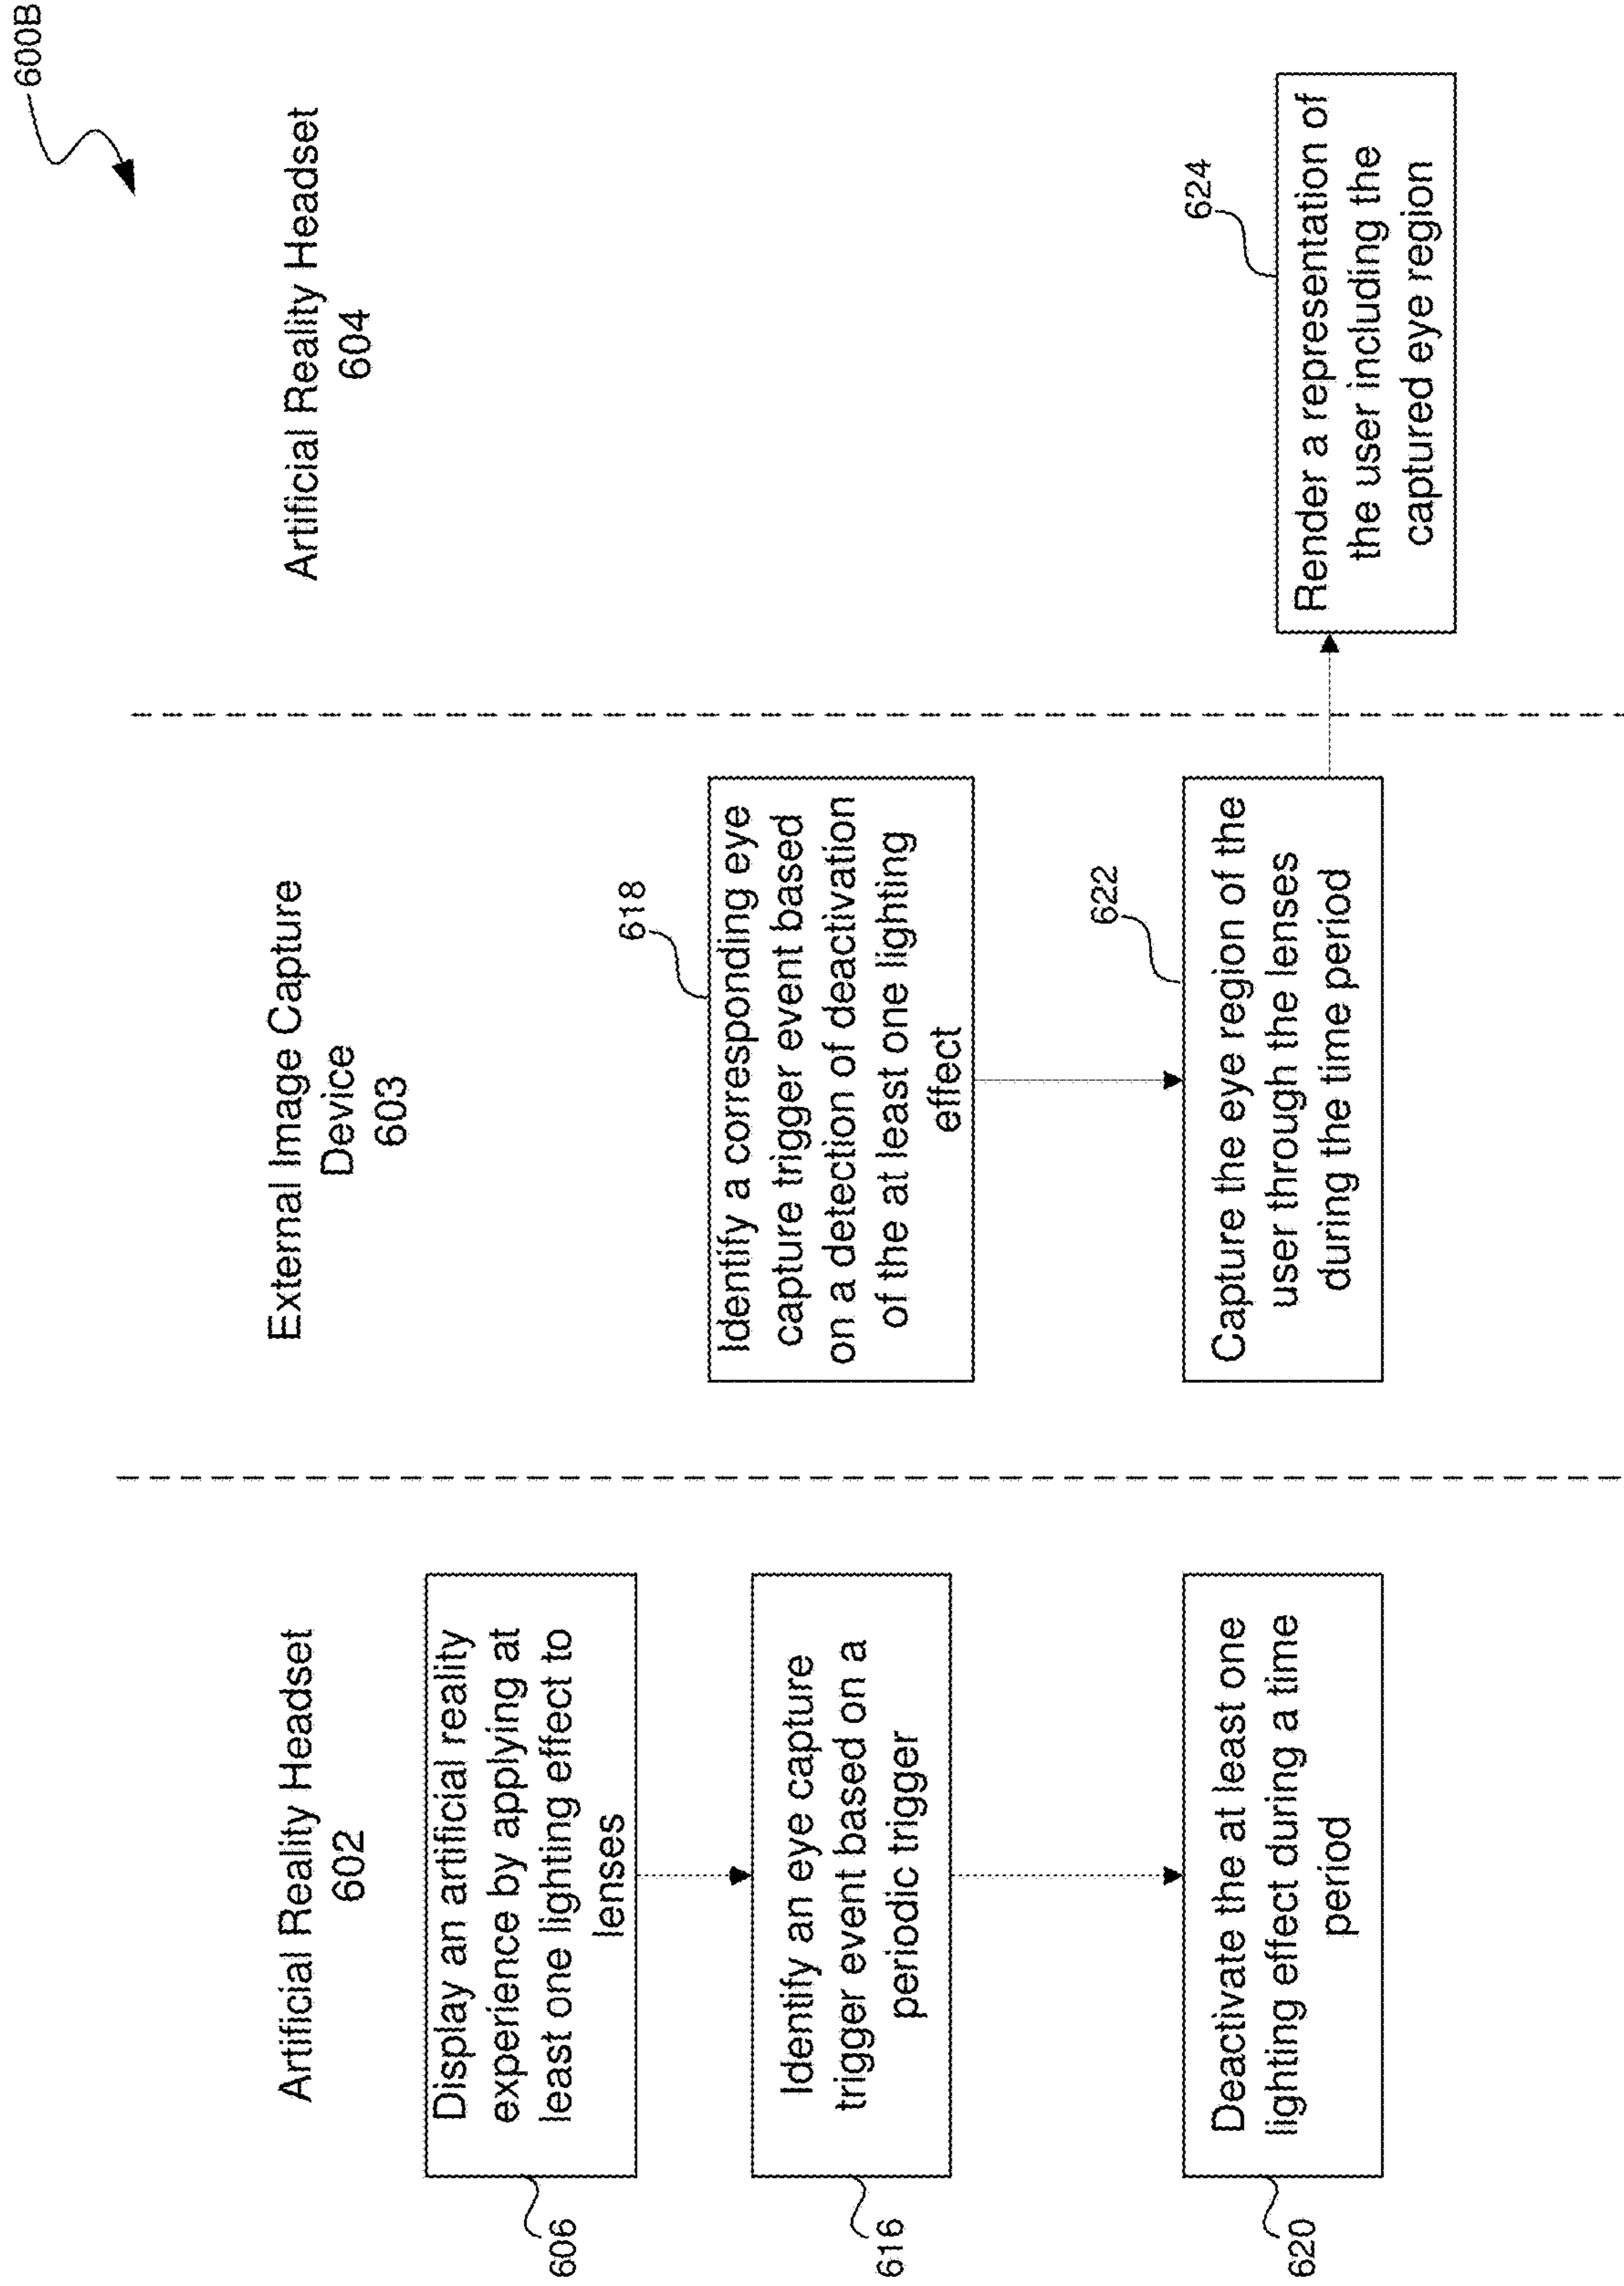 600B
Artificial Reality Headset
602
External Image Capture
Device
603
Artificial Reality Headset
604
606
Display an artificial reality
experience by applying at
least one lighting effect to
lenses
616
Identify an eye capture
trigger event based on a
periodic trigger
618
Identify a corresponding eye
capture trigger event based
on a detection of deactivation
of the at least one lighting
effect
620
Deactivate the at least one
lighting effect during a time
period
622
Capture the eye region of the
user through the lenses
during the time period
624
Render a representation of
the user including the
captured eye region